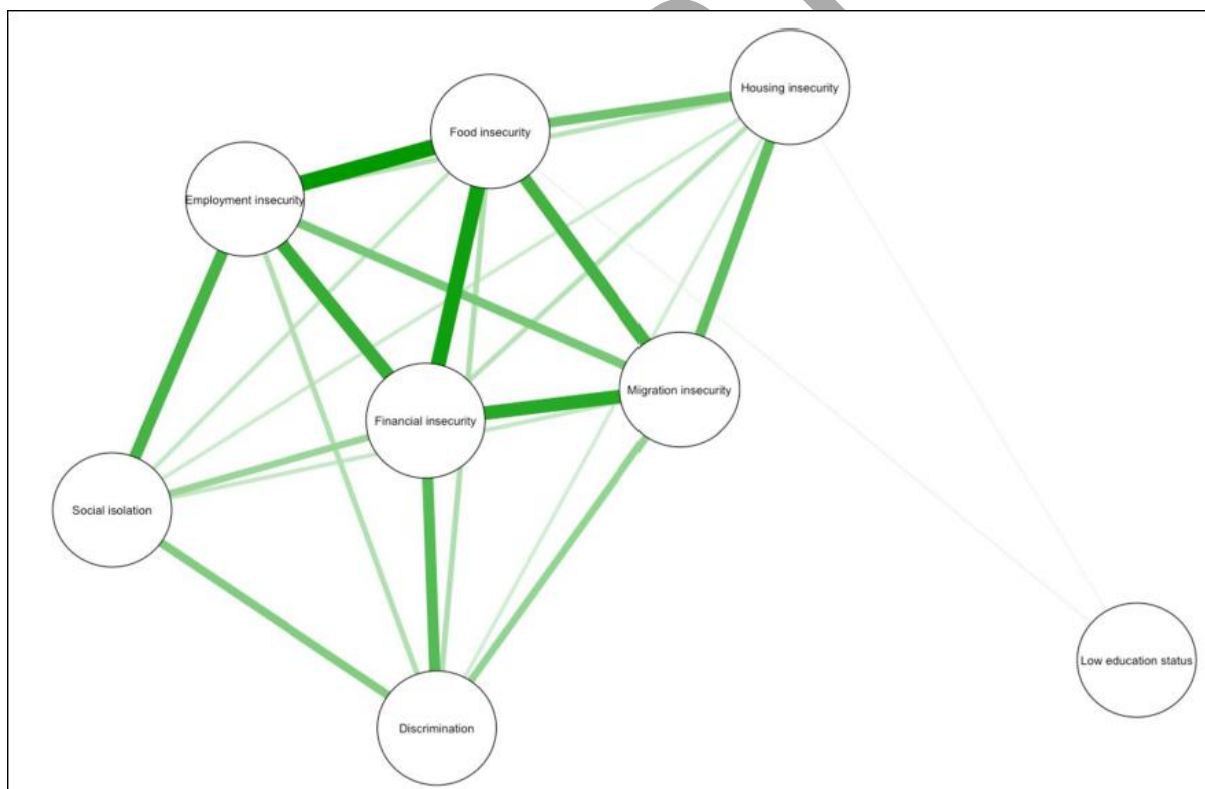 Housing insecurity
Food insecurity
Employment insecurity
Migration insecurity
Financial insecurity
Social isolation
Low education status
Discrimination